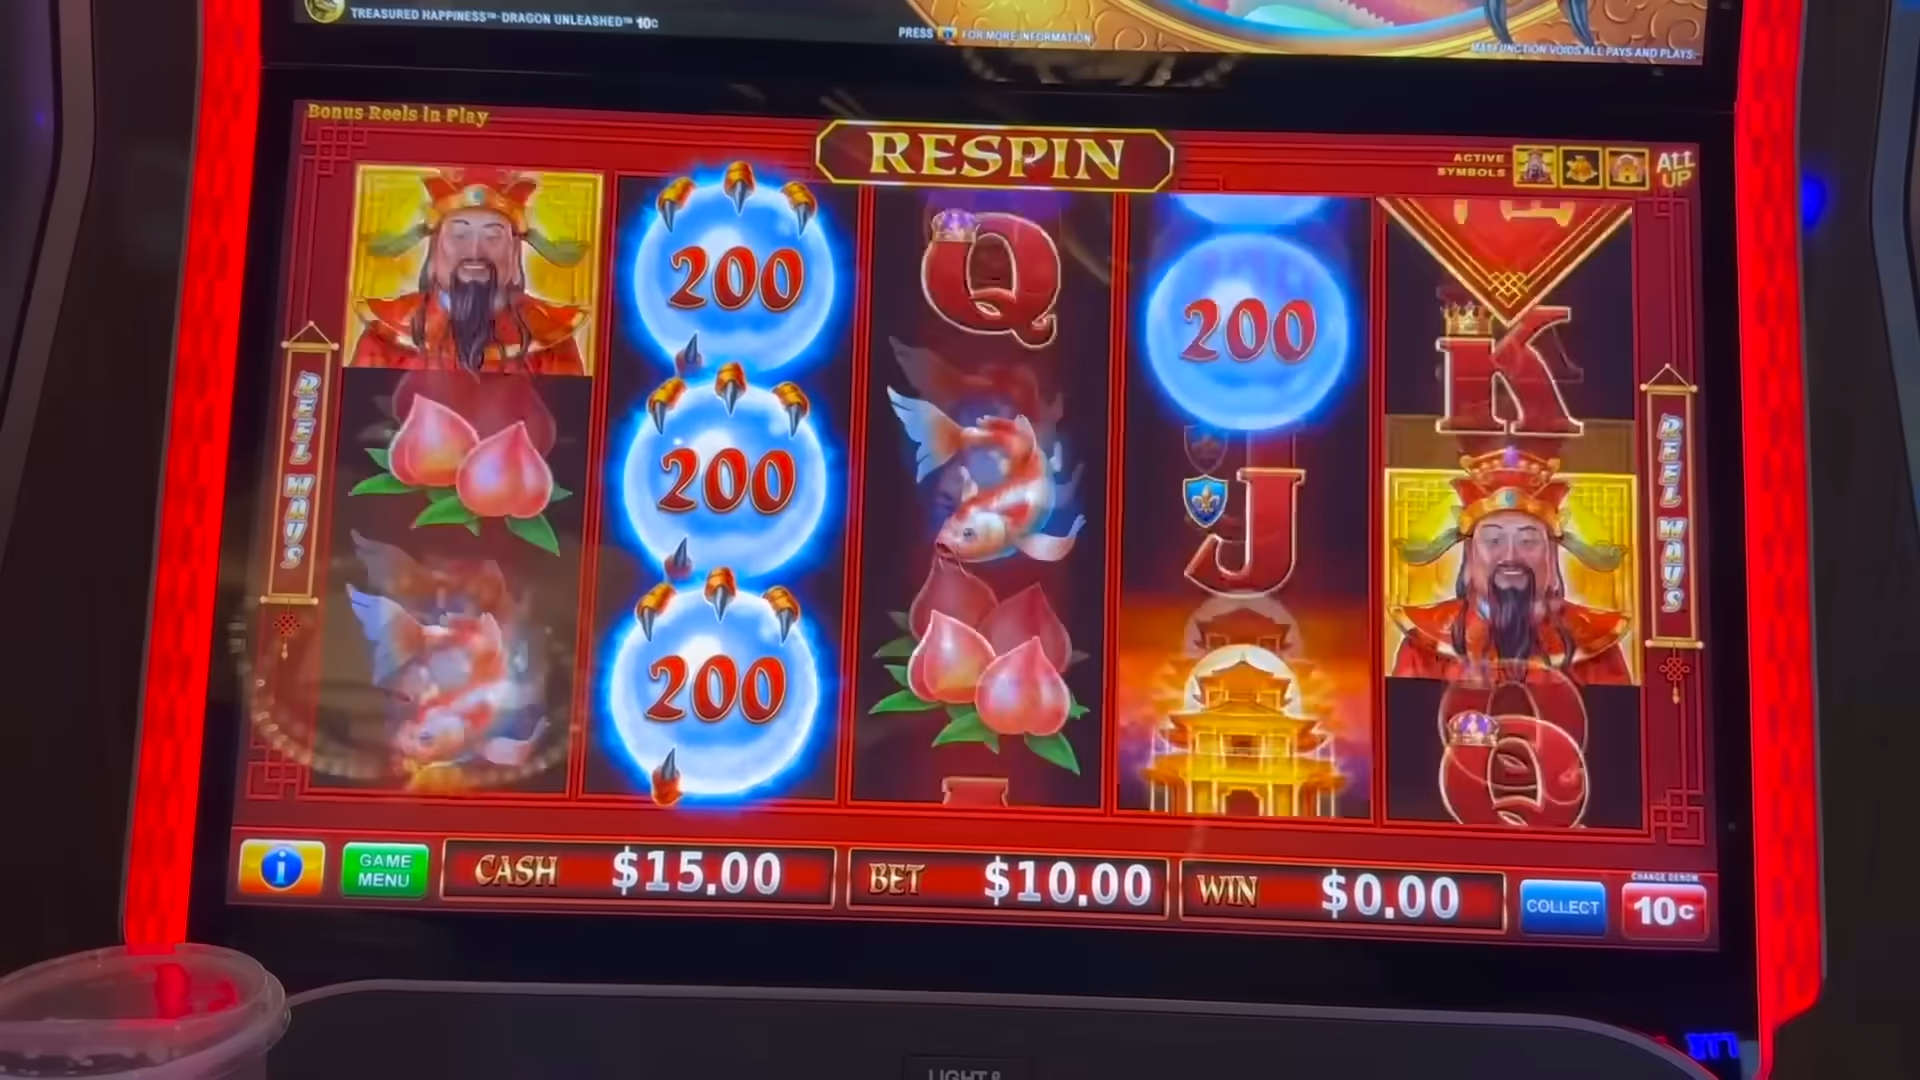 TREASURED HAPPINESS™-DRAGON UNLEASHED™ 10¢
PRESS FOR MORE INFORMATION
MALFUNCTION VOIDS ALL PAYS AND PLAYS.
Bonus Reels in Play
RESPIN
ACTIVE SYMBOLS
ALL UP
200
Q
200
K
REEL WAYS
200
J
REEL WAYS
200
Q
i
GAME MENU
CASH $15.00
BET $10.00
WIN $0.00
COLLECT
CHANGE DENOM
10¢